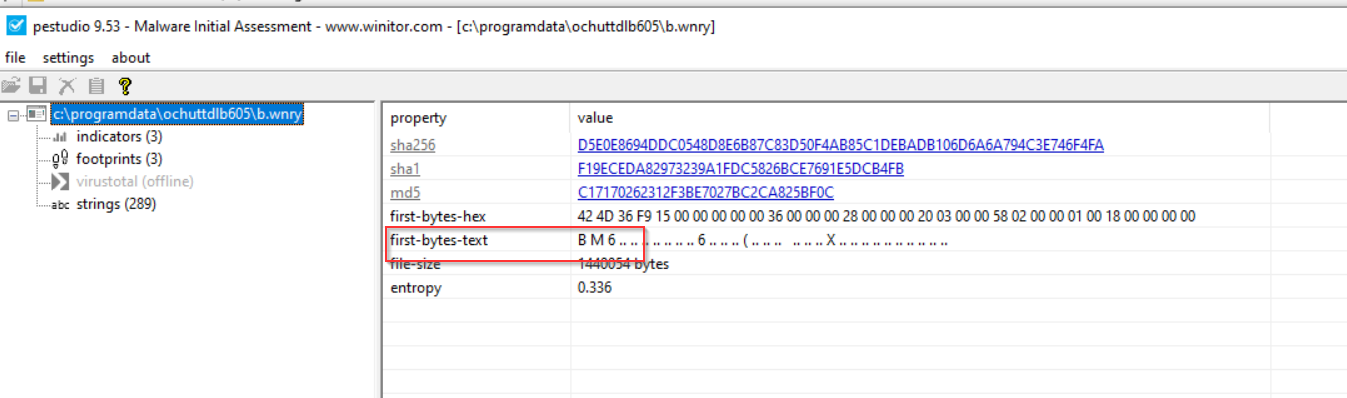 pestudio 9.53 - Malware Initial Assessment - www.winitor.com - [c:\programdata\ochuttdlb605\b.wnry]
file settings about
c:\programdata\ochuttdlb605\b.wnry
indicators (3)
footprints (3)
virustotal (offline)
abc strings (289)
property value
sha256 D5E0E8694DDC0548D8E6B87C83D50F4AB85C1DEBADB106D6A6A794C3E746F4FA
sha1 F19ECEDA82973239A1FDC5826BCE7691E5DCB4FB
md5 C17170262312F3BE7027BC2CA825BF0C
first-bytes-hex 42 4D 36 F9 15 00 00 00 00 00 36 00 00 00 28 00 00 00 20 03 00 00 58 02 00 00 01 00 18 00 00 00 00
first-bytes-text B M 6 .. .. .. .. .. .. .. 6 .. .. .. ( .. .. .. .. .. .. X .. .. .. .. .. .. .. .. .. ..
file-size 1440054 bytes
entropy 0.336